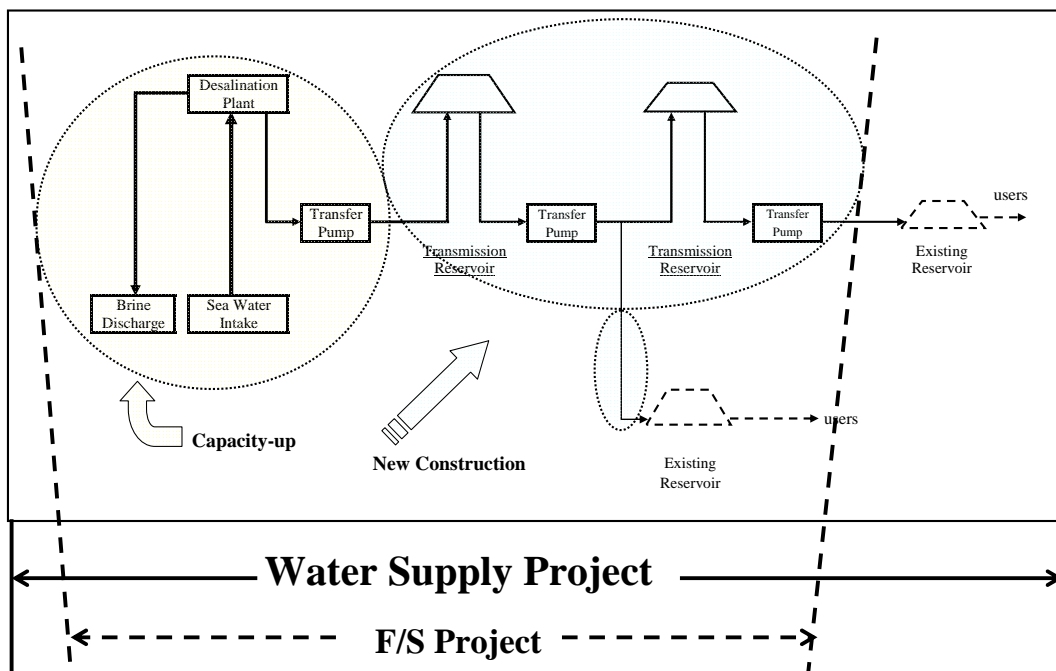 Desalination
Plant
Transfer
Pump
Brine
Discharge
Sea Water
Intake
Transmission
Reservoir
Transfer
Pump
Transmission
Reservoir
Transfer
Pump
users
Existing
Reservoir
users
Existing
Reservoir
Capacity-up
New Construction
Water Supply Project
F/S Project